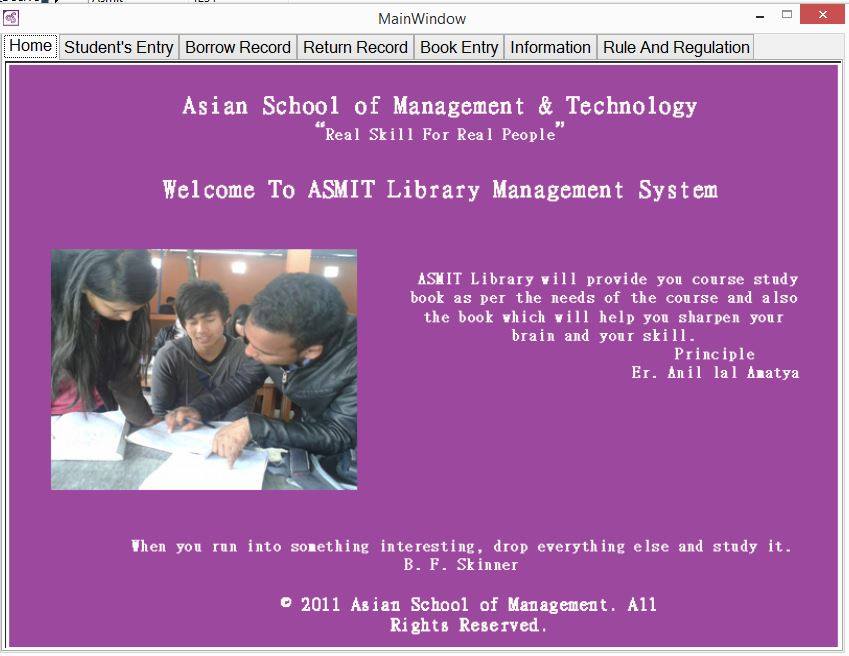 MainWindow
Home Student's Entry Borrow Record Return Record Book Entry Information Rule And Regulation
Asian School of Management & Technology
“Real Skill For Real People”
Welcome To ASMIT Library Management System
ASMIT Library will provide you course study
book as per the needs of the course and also
the book which will help you sharpen your
brain and your skill.
Principle
Er. Anil lal Amatya
When you run into something interesting, drop everything else and study it.
B. F. Skinner
© 2011 Asian School of Management. All
Rights Reserved.